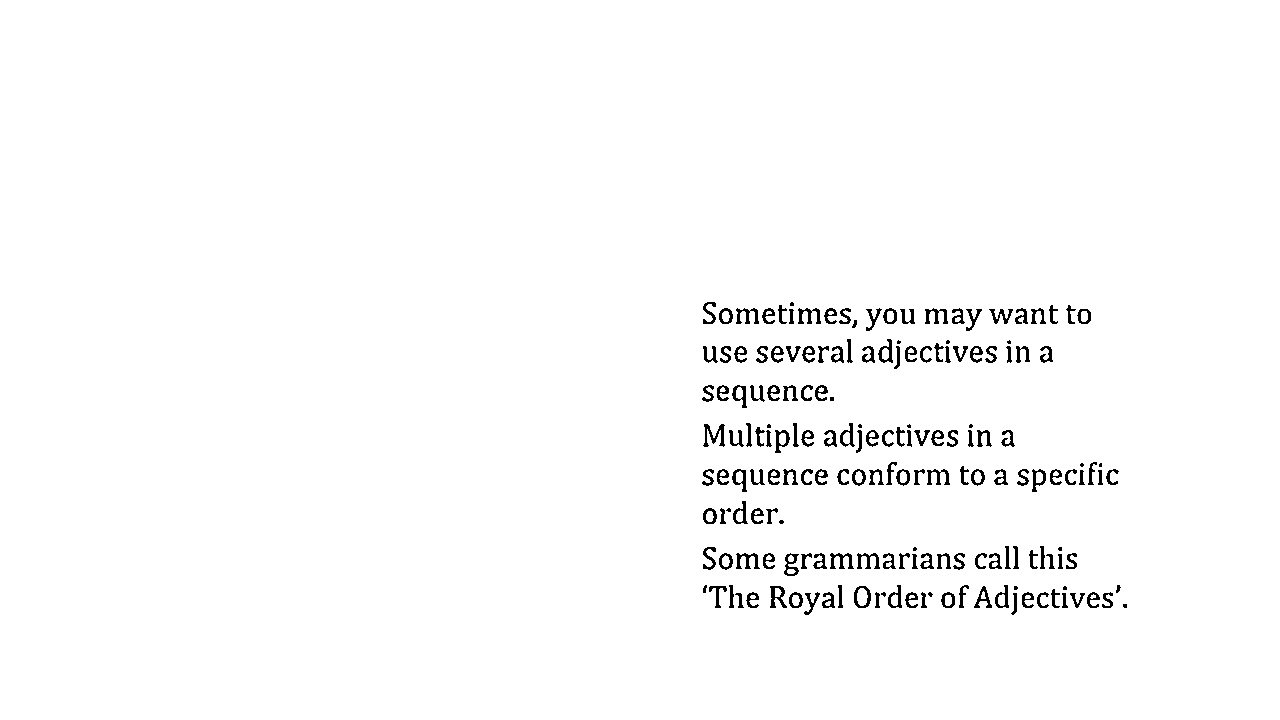 Sometimes, you may want to
use several adjectives in a
sequence.
Multiple adjectives in a
sequence conform to a specific
order.
Some grammarians call this
‘The Royal Order of Adjectives’.